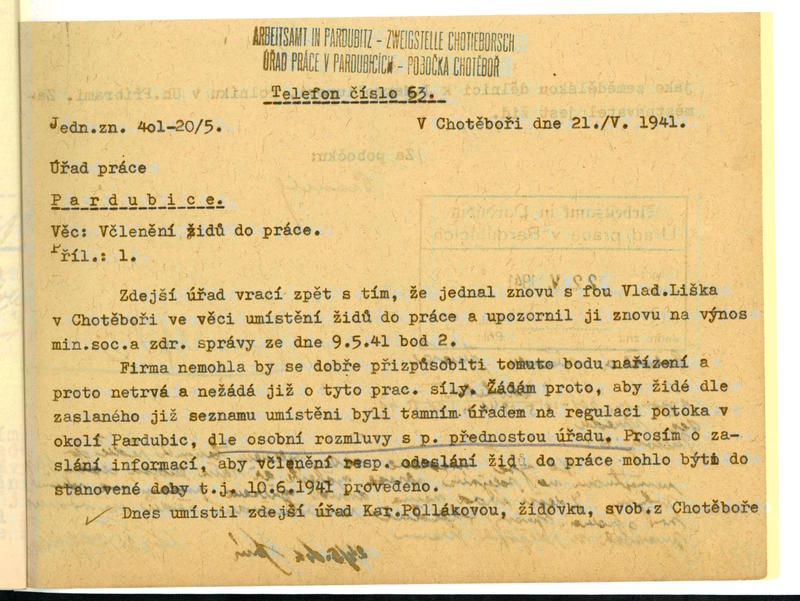 ARBEITSAMT IN PARDUBITZ - ZWEIGSTELLE CHOTIEBORSCH
ÚŘAD PRÁCE V PARDUBICÍCH - POBOČKA CHOTĚBOŘ
Telefon číslo 63.
Jedn.zn. 4o1-20/5.
V Chotěboři dne 21./V. 1941.
Úřad práce
Pardubice.
Věc: Včlenění židů do práce.
Příl.: 1.
Zdejší úřad vrací zpět s tím, že jednal znovu s fou Vlad.Liška
v Chotěboři ve věci umístění židů do práce a upozornil ji znovu na výnos
min.soc.a zdr. správy ze dne 9.5.41 bod 2.
Firma nemohla by se dobře přizpůsobiti tomuto bodu nařízení a
proto netrvá a nežádá již o tyto prac. síly. Žádám proto, aby židé dle
zaslaného již seznamu umístěni byli tamním úřadem na regulaci potoka v
okolí Pardubic, dle osobní rozmluvy s p. přednostou úřadu. Prosím o za-
slání informací, aby včlenění resp. odeslání židů do práce mohlo býti do
stanovené doby t.j. 10.6.1941 provedeno.
Dnes umístil zdejší úřad Kar.Pollákovou, židovku, svob.z Chotěboře